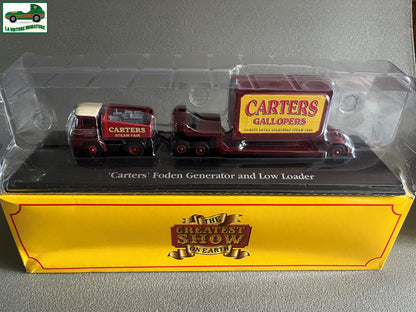 LA VOITURE MINIATURE
CARTERS
STEAM FAIR
CARTERS
GALLOPERS
'Carters' Foden Generator and Low Loader
THE
GREATEST
SHOW
ON EARTH